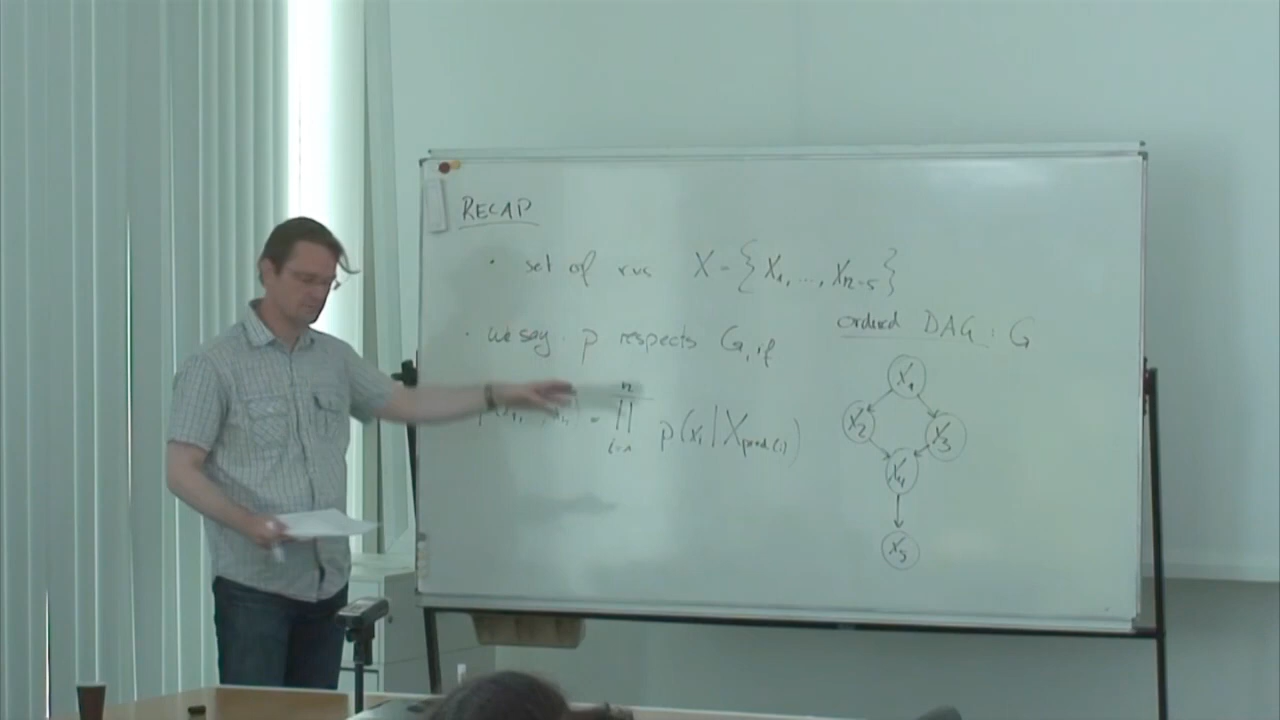 RECAP
• set of rvs X = {X₁, ..., Xn=5}
ordered DAG : G
• we say p respects G, if
= ∏ p(xᵢ | X_pred(i))
n
i=1
X₁
X₂ X₃
X₄
X₅